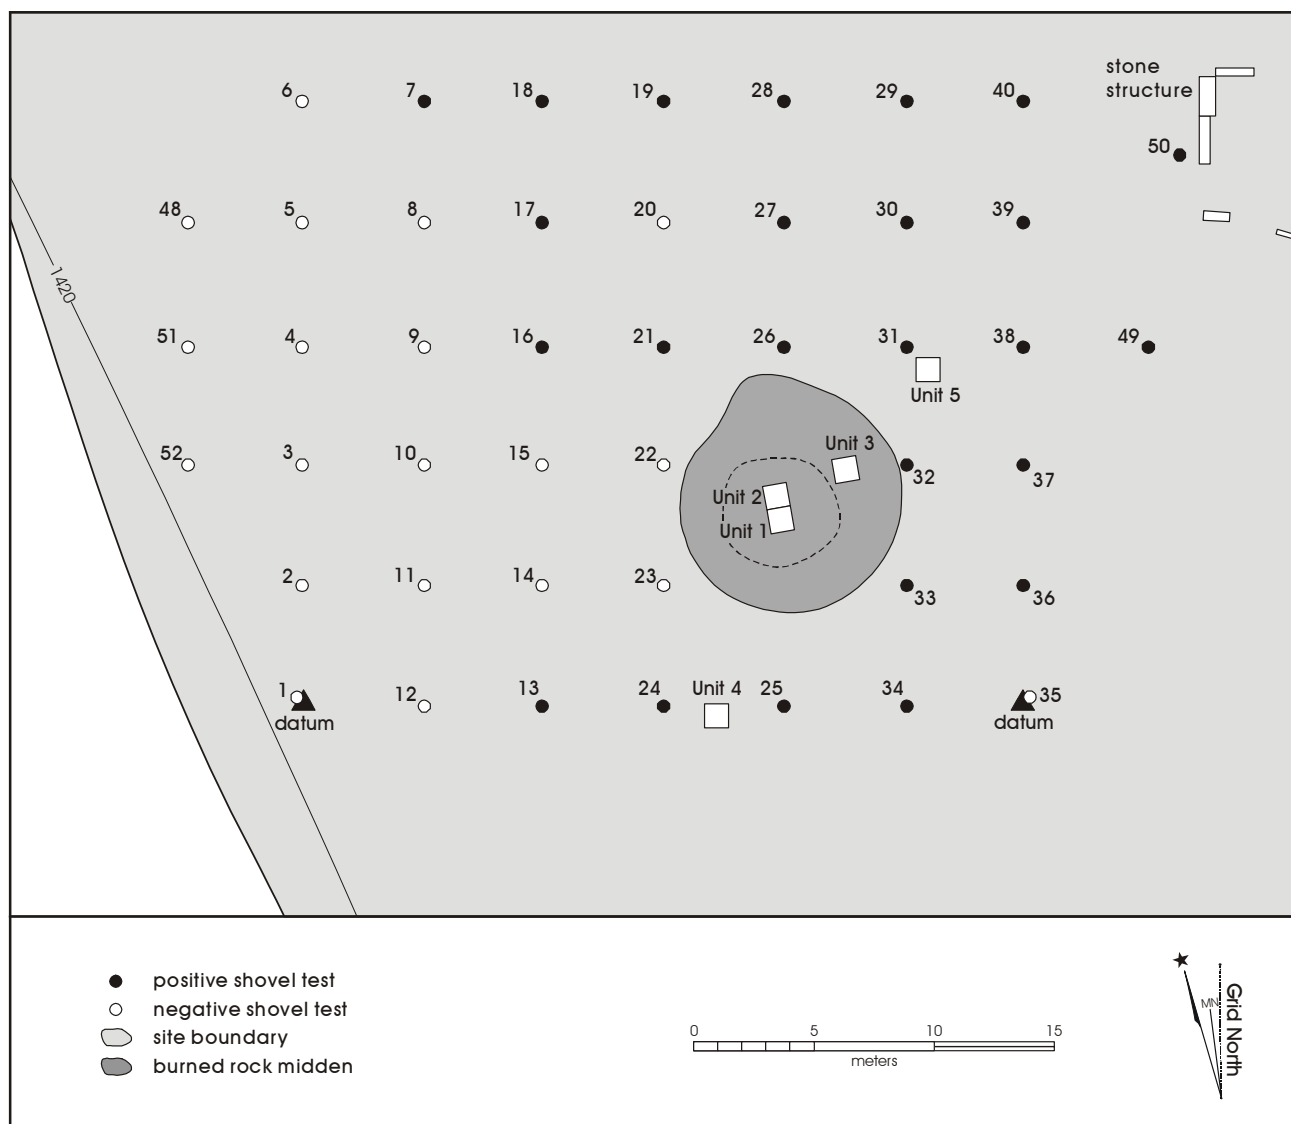 stone
structure
6 7 18 19 28 29 40
50
48 5 8 17 20 27 30 39
1420
51 4 9 16 21 26 31 38 49
Unit 5
Unit 3
52 3 10 15 22 32 37
Unit 2
Unit 1
2 11 14 23 33 36
1 12 13 24 Unit 4 25 34 35
datum datum
positive shovel test
negative shovel test
site boundary
burned rock midden
0 5 10 15
meters
MN
Grid North